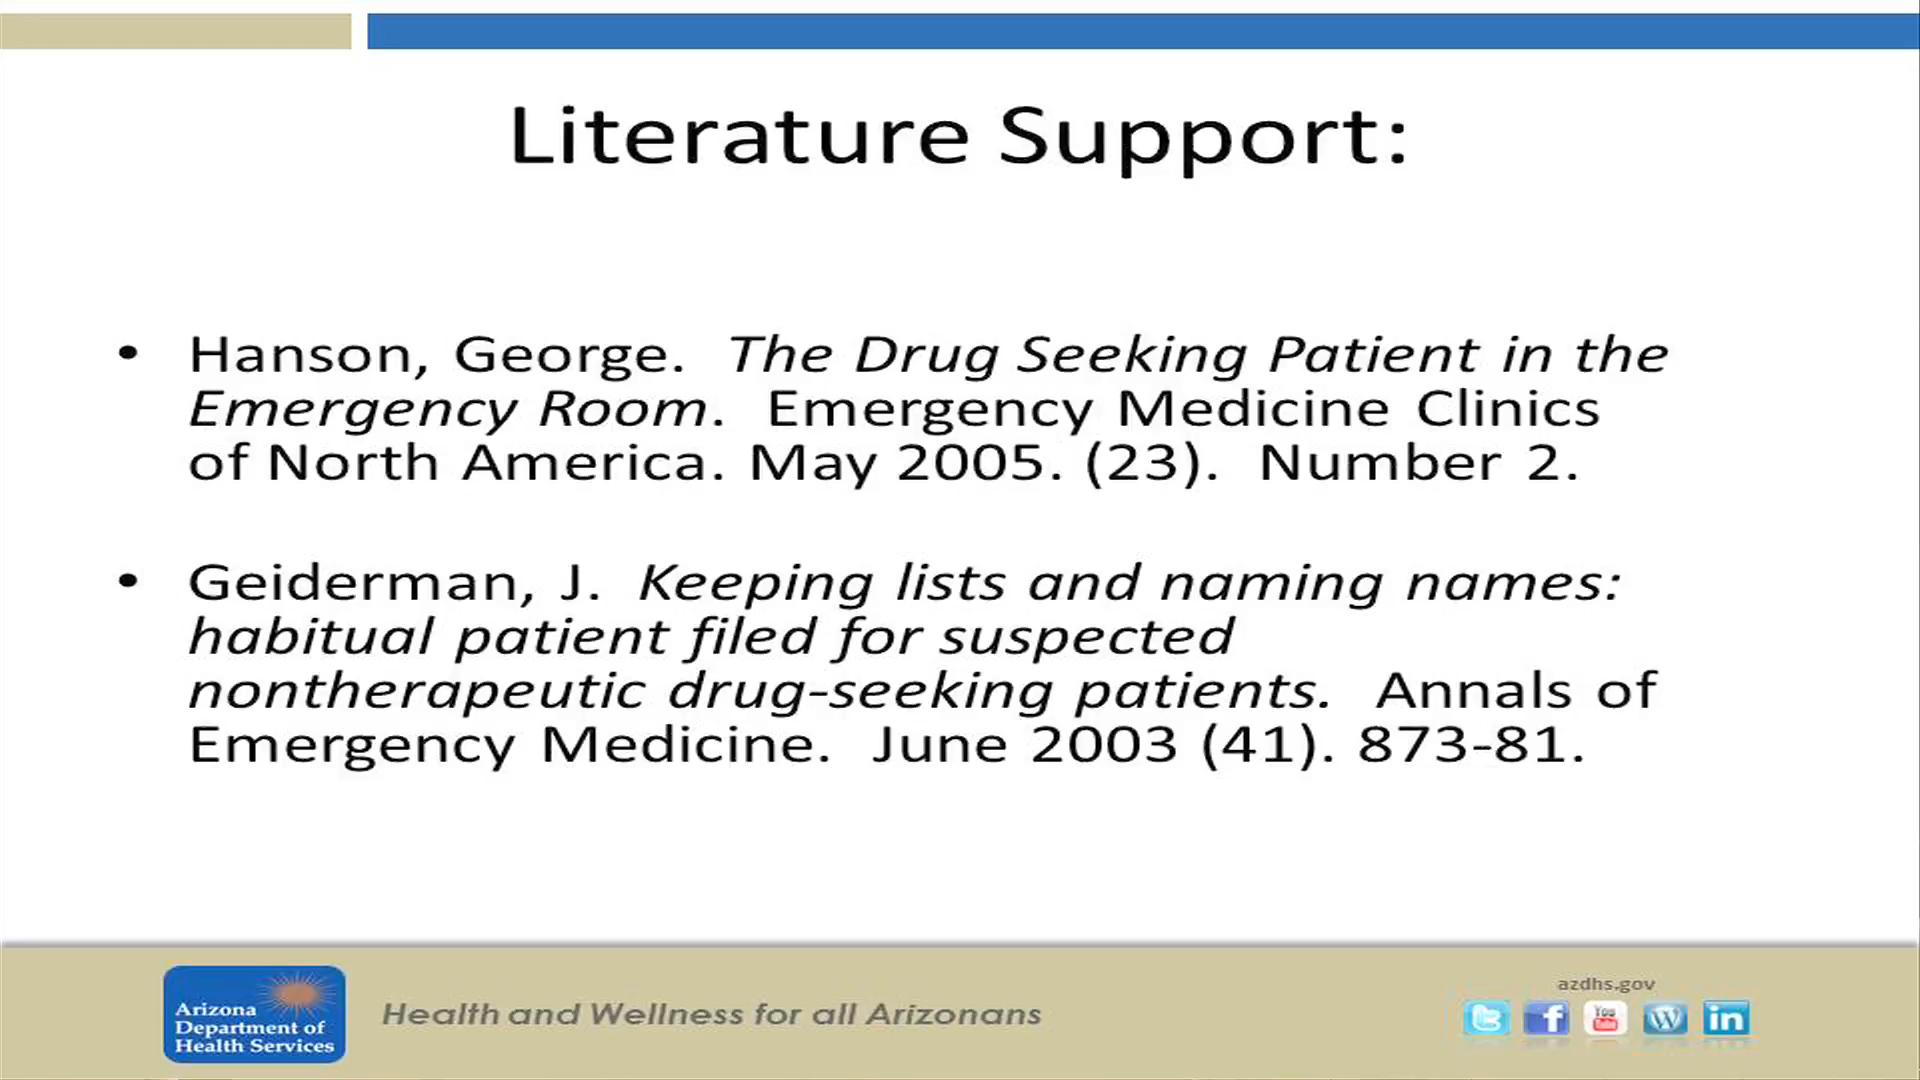 Literature Support:
• Hanson, George. The Drug Seeking Patient in the
Emergency Room. Emergency Medicine Clinics
of North America. May 2005. (23). Number 2.
• Geiderman, J. Keeping lists and naming names:
habitual patient filed for suspected
nontherapeutic drug-seeking patients. Annals of
Emergency Medicine. June 2003 (41). 873-81.
Arizona
Department of
Health Services
Health and Wellness for all Arizonans
azdhs.gov
You
Tube